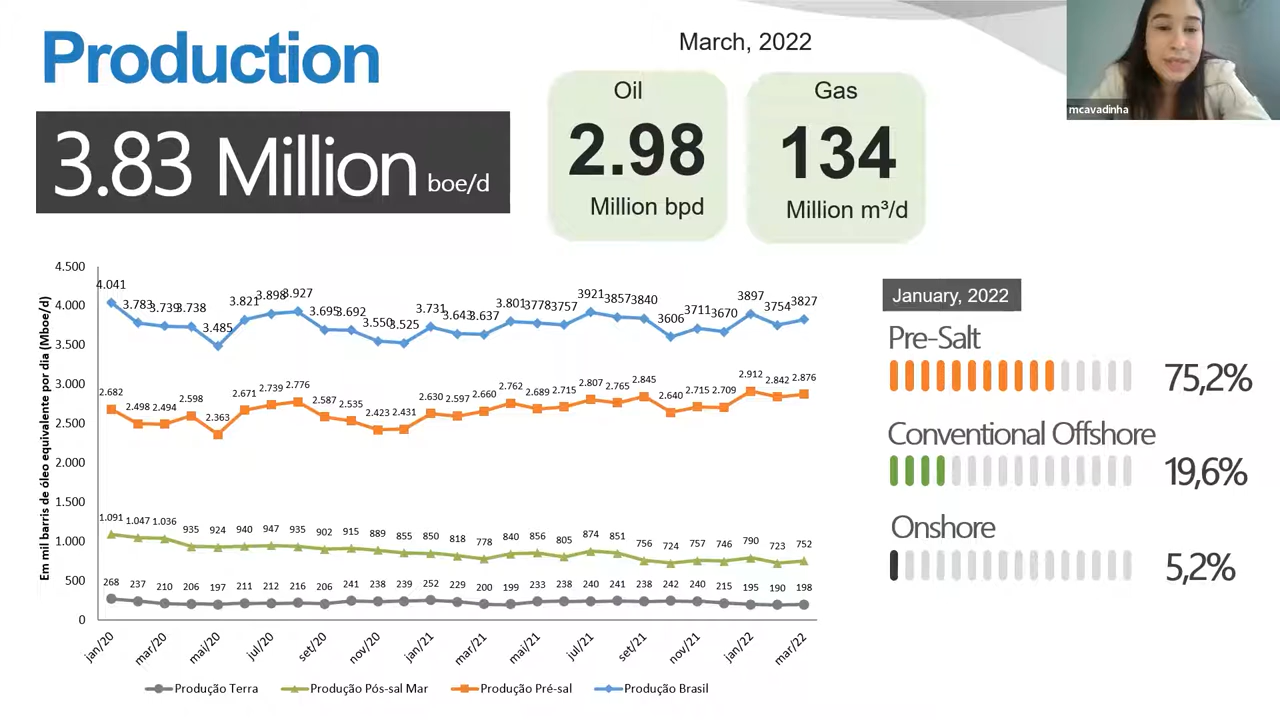 Production
March, 2022
mcavadinha
3.83 Million boe/d
Oil
2.98
Million bpd
Gas
134
Million m³/d
Em mil barris de óleo equivalente por dia (Mboe/d)
4.500
4.000
3.500
3.000
2.500
2.000
1.500
1.000
500
0
4.041 3.783 3.739 3.738 3.485 3.821 3.898 3.927 3.695 3.692 3.550 3.525 3.731 3.643 3.637 3.801 3778 3757 3921 3857 3840 3606 3711 3670 3897 3754 3827
2.682 2.498 2.494 2.598 2.363 2.671 2.739 2.776 2.587 2.535 2.423 2.431 2.630 2.597 2.660 2.762 2.689 2.715 2.807 2.765 2.845 2.640 2.715 2.709 2.912 2.842 2.876
1.091 1.047 1.036 935 924 940 947 935 902 915 889 855 850 818 778 840 856 805 874 851 756 724 757 746 790 723 752
268 237 210 206 197 211 212 216 206 241 238 239 252 229 200 199 233 238 240 241 238 242 240 215 195 190 198
jan/20 mar/20 mai/20 jul/20 set/20 nov/20 jan/21 mar/21 mai/21 jul/21 set/21 nov/21 jan/22 mar/22
Produção Terra Produção Pós-sal Mar Produção Pré-sal Produção Brasil
January, 2022
Pre-Salt
75,2%
Conventional Offshore
19,6%
Onshore
5,2%